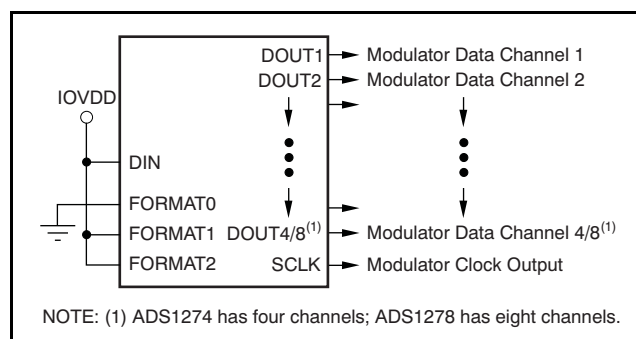 IOVDD
DIN
FORMAT0
FORMAT1
FORMAT2
DOUT1
DOUT2
DOUT4/8(1)
SCLK
Modulator Data Channel 1
Modulator Data Channel 2
Modulator Data Channel 4/8(1)
Modulator Clock Output
NOTE: (1) ADS1274 has four channels; ADS1278 has eight channels.